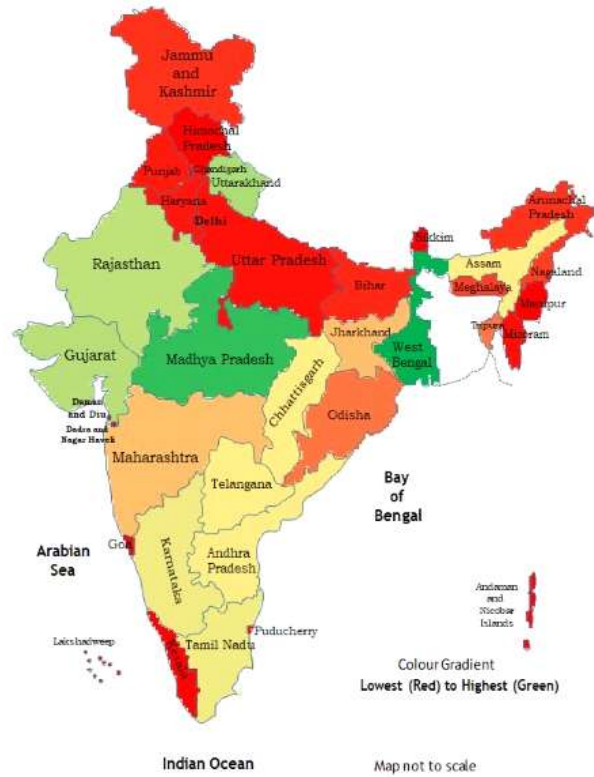 Jammu
and
Kashmir
Himachal
Pradesh
Punjab
Chandigarh
Uttarakhand
Haryana
Delhi
Arunachal
Pradesh
Sikkim
Rajasthan
Uttar Pradesh
Assam
Nagaland
Bihar
Meghalaya
Manipur
Tripura
Mizoram
Jharkhand
West
Bengal
Gujarat
Madhya Pradesh
Chhattisgarh
Daman
and Diu
Dadra and
Nagar Haveli
Odisha
Maharashtra
Telangana
Bay
of
Bengal
Goa
Arabian
Sea
Karnataka
Andhra
Pradesh
Andaman
and
Nicobar
Islands
Puducherry
Lakshadweep
Tamil Nadu
Colour Gradient
Lowest (Red) to Highest (Green)
Indian Ocean
Map not to scale